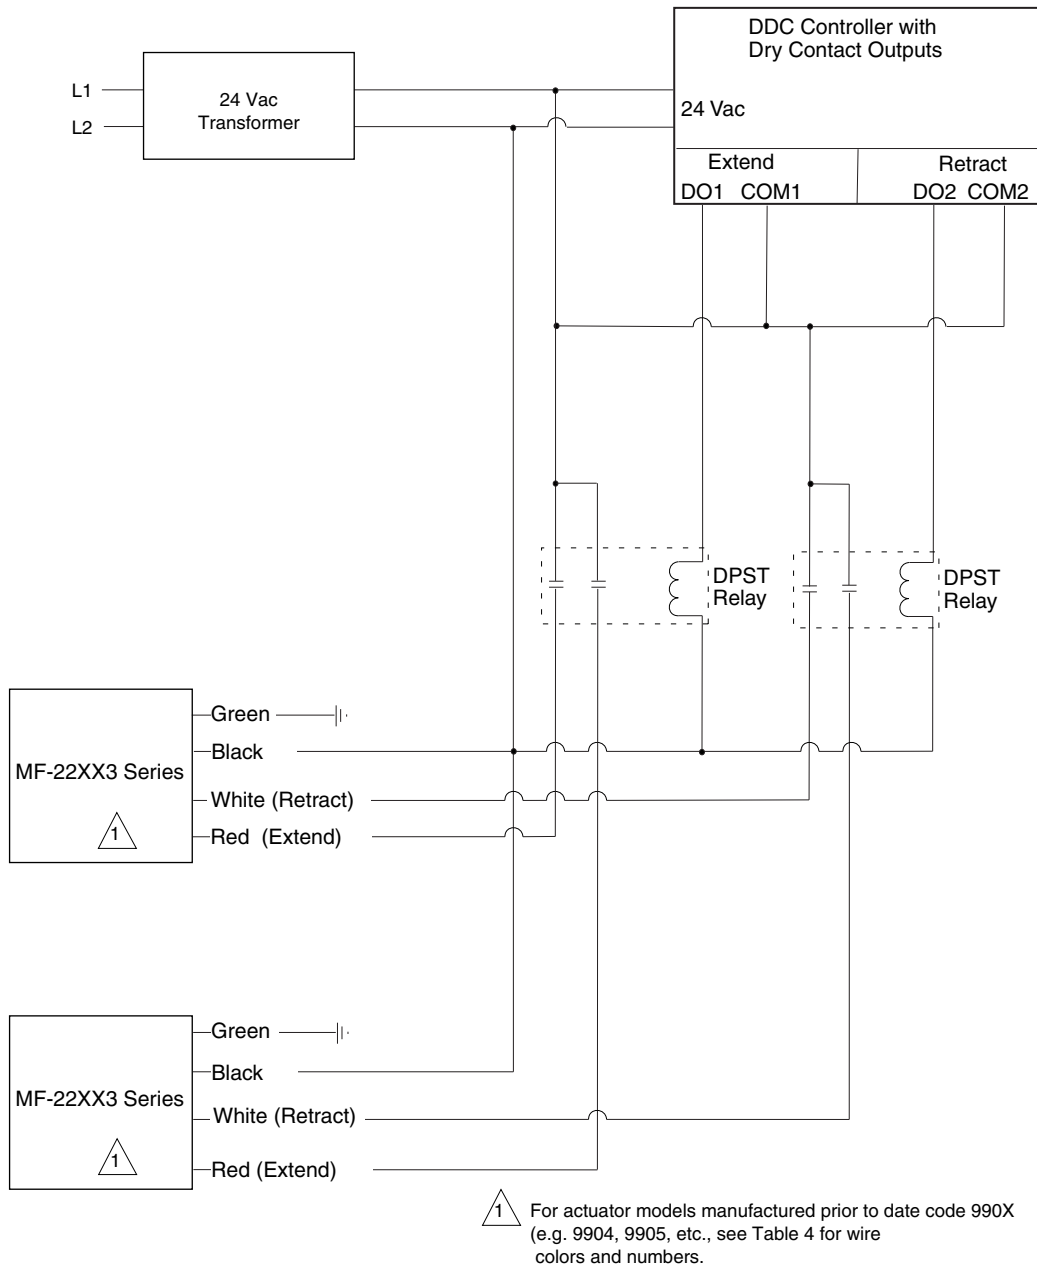 DDC Controller with
Dry Contact Outputs
L1
L2
24 Vac
Transformer
24 Vac
Extend
Retract
DO1 COM1
DO2 COM2
DPST
Relay
DPST
Relay
MF-22XX3 Series
1
Green
Black
White (Retract)
Red (Extend)
MF-22XX3 Series
1
Green
Black
White (Retract)
Red (Extend)
1
For actuator models manufactured prior to date code 990X
(e.g. 9904, 9905, etc., see Table 4 for wire
colors and numbers.